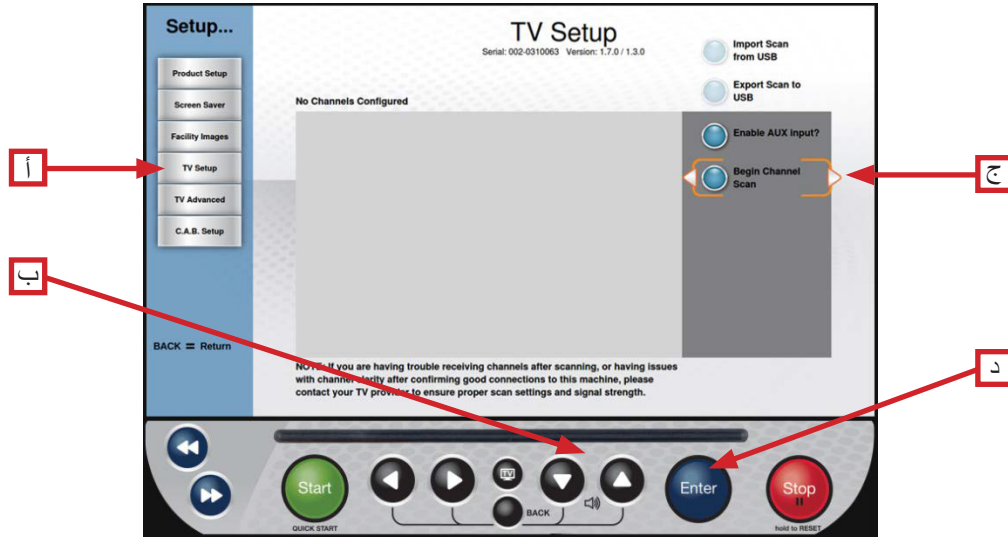 Setup...
Product Setup
Screen Saver
Facility Images
TV Setup
TV Advanced
C.A.B. Setup
BACK = Return
TV Setup
Serial: 002-0310063 Version: 1.7.0 / 1.3.0
Import Scan
from USB
Export Scan to
USB
No Channels Configured
Enable AUX Input?
Begin Channel
Scan
NOTE: If you are having trouble receiving channels after scanning, or having issues
with channel clarity after confirming good connections to this machine, please
contact your TV provider to ensure proper scan settings and signal strength.
أ
ب
ج
د
Start
QUICK START
TV
BACK
Enter
Stop
hold to RESET